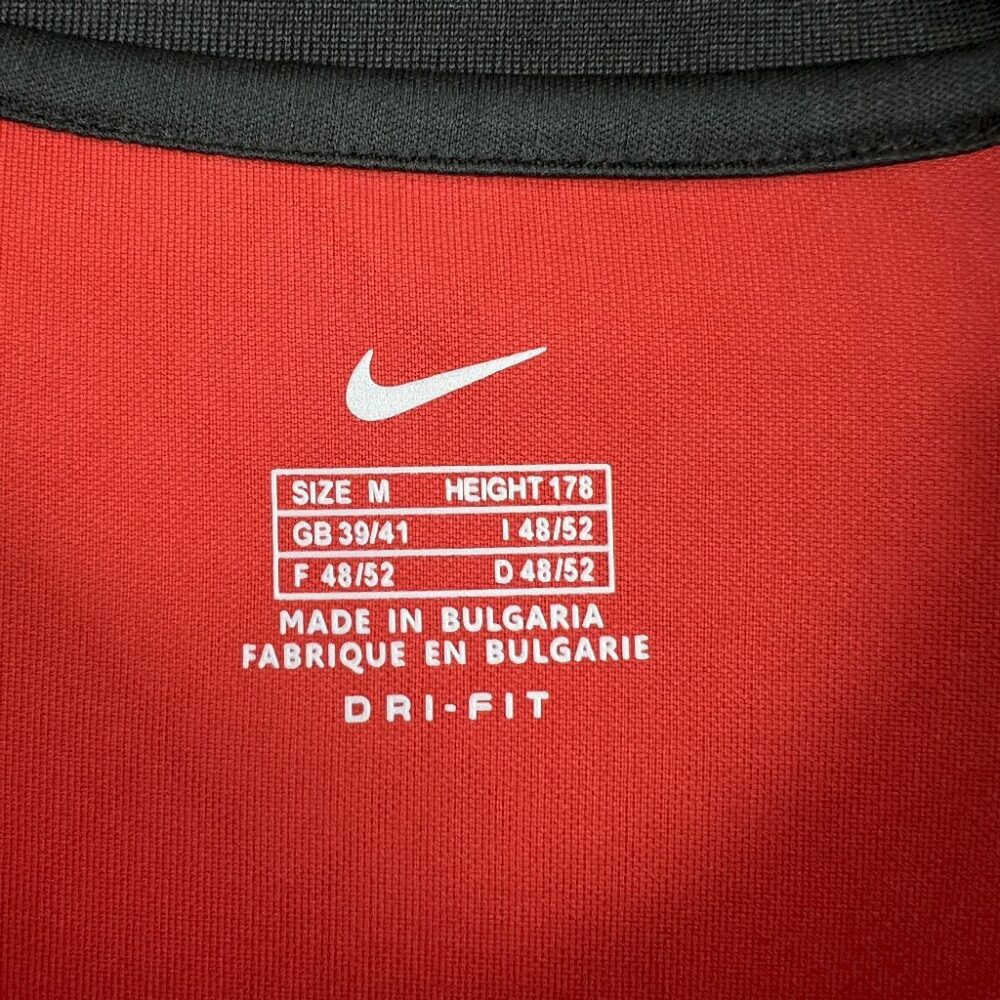 SIZE M HEIGHT 178
GB 39/41 I 48/52
F 48/52 D 48/52
MADE IN BULGARIA
FABRIQUE EN BULGARIE
DRI-FIT